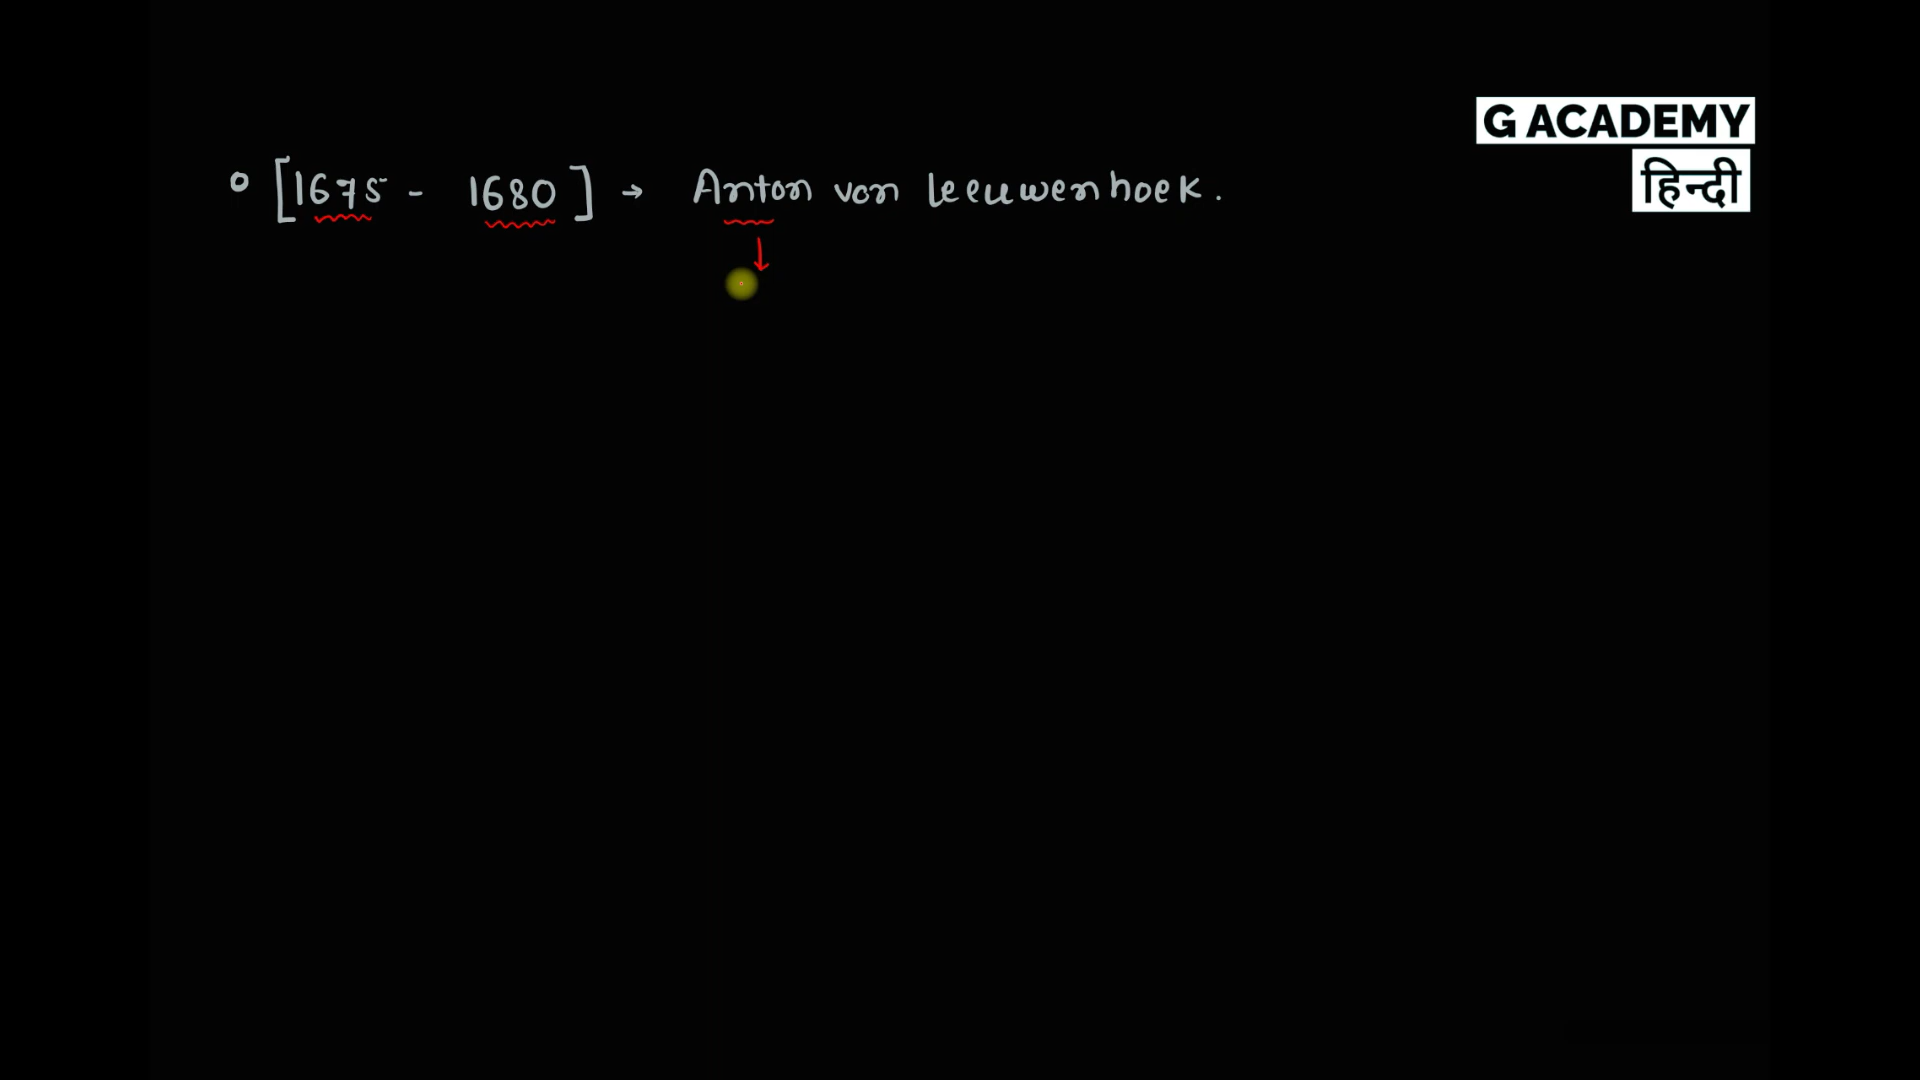 [1675 - 1680] → Anton von Leeuwenhoek.
G ACADEMY
हिन्दी